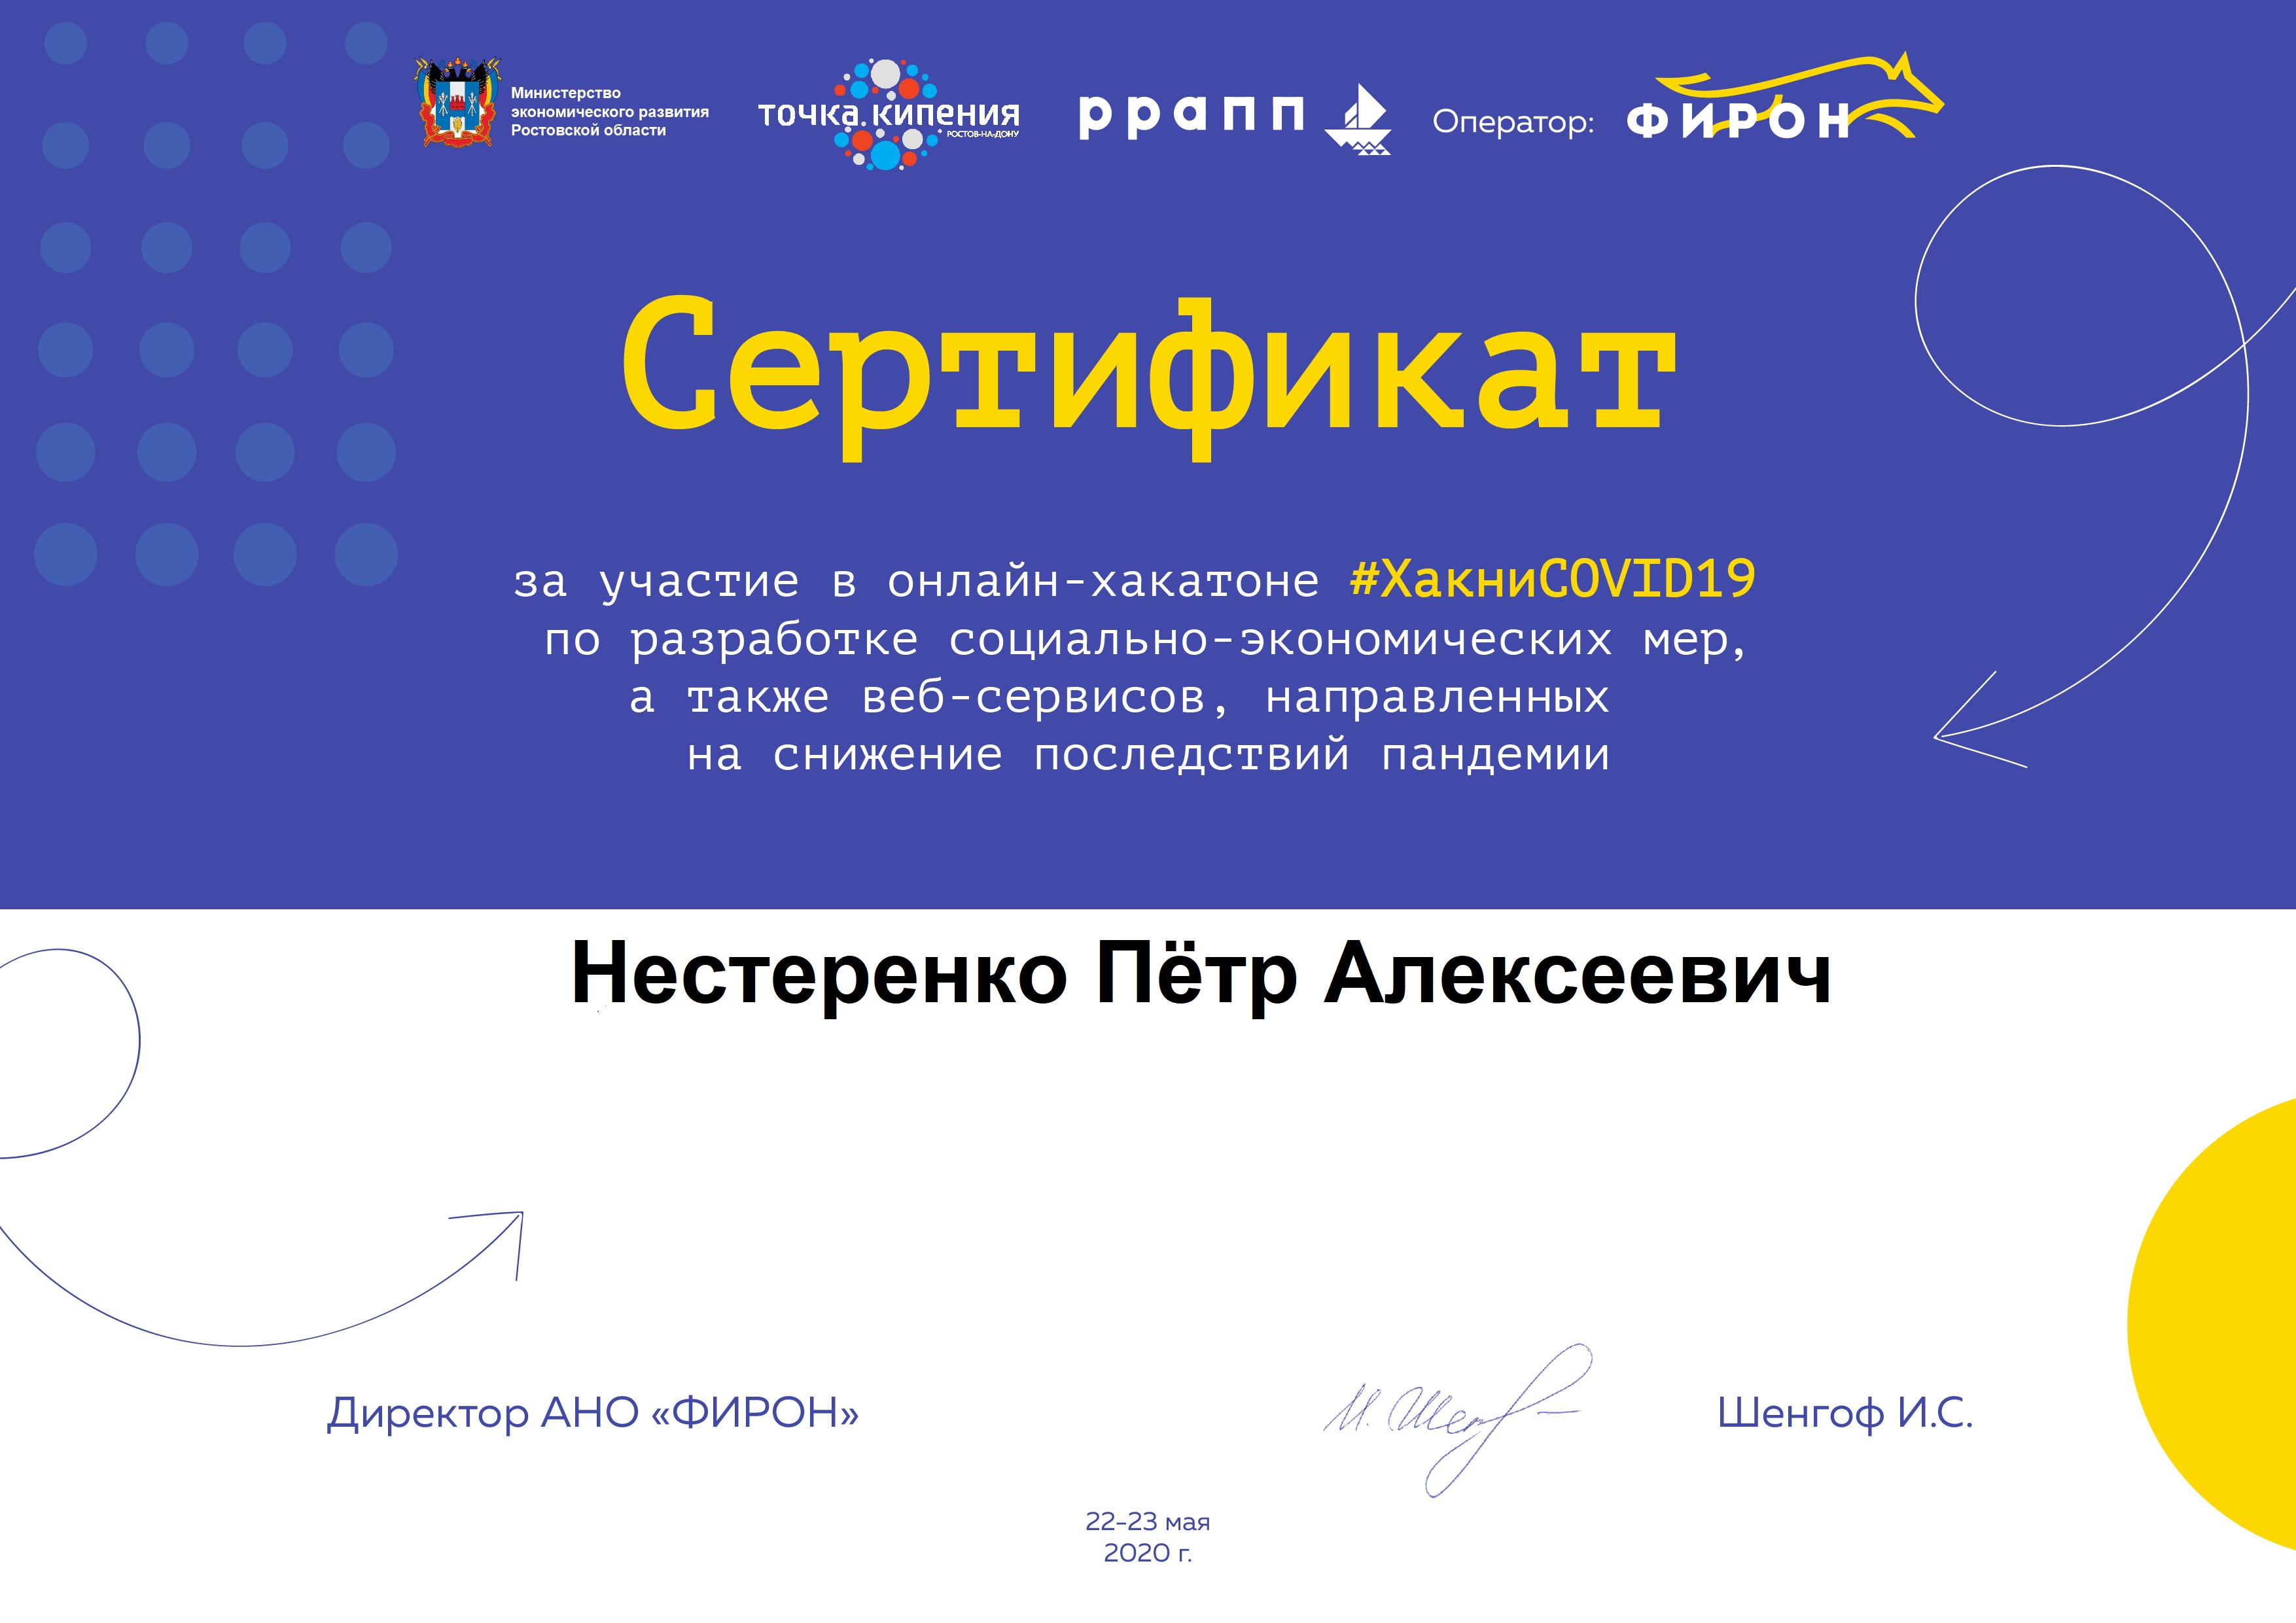 Министерство
экономического развития
Ростовской области
точка.кипения
РОСТОВ-НА-ДОНУ
ррапп
Оператор:
ФИРОН
Сертификат
за участие в онлайн-хакатоне #ХакниCOVID19
по разработке социально-экономических мер,
а также веб-сервисов, направленных
на снижение последствий пандемии
Нестеренко Пётр Алексеевич
Директор АНО «ФИРОН»
Шенгоф И.С.
22-23 мая
2020 г.